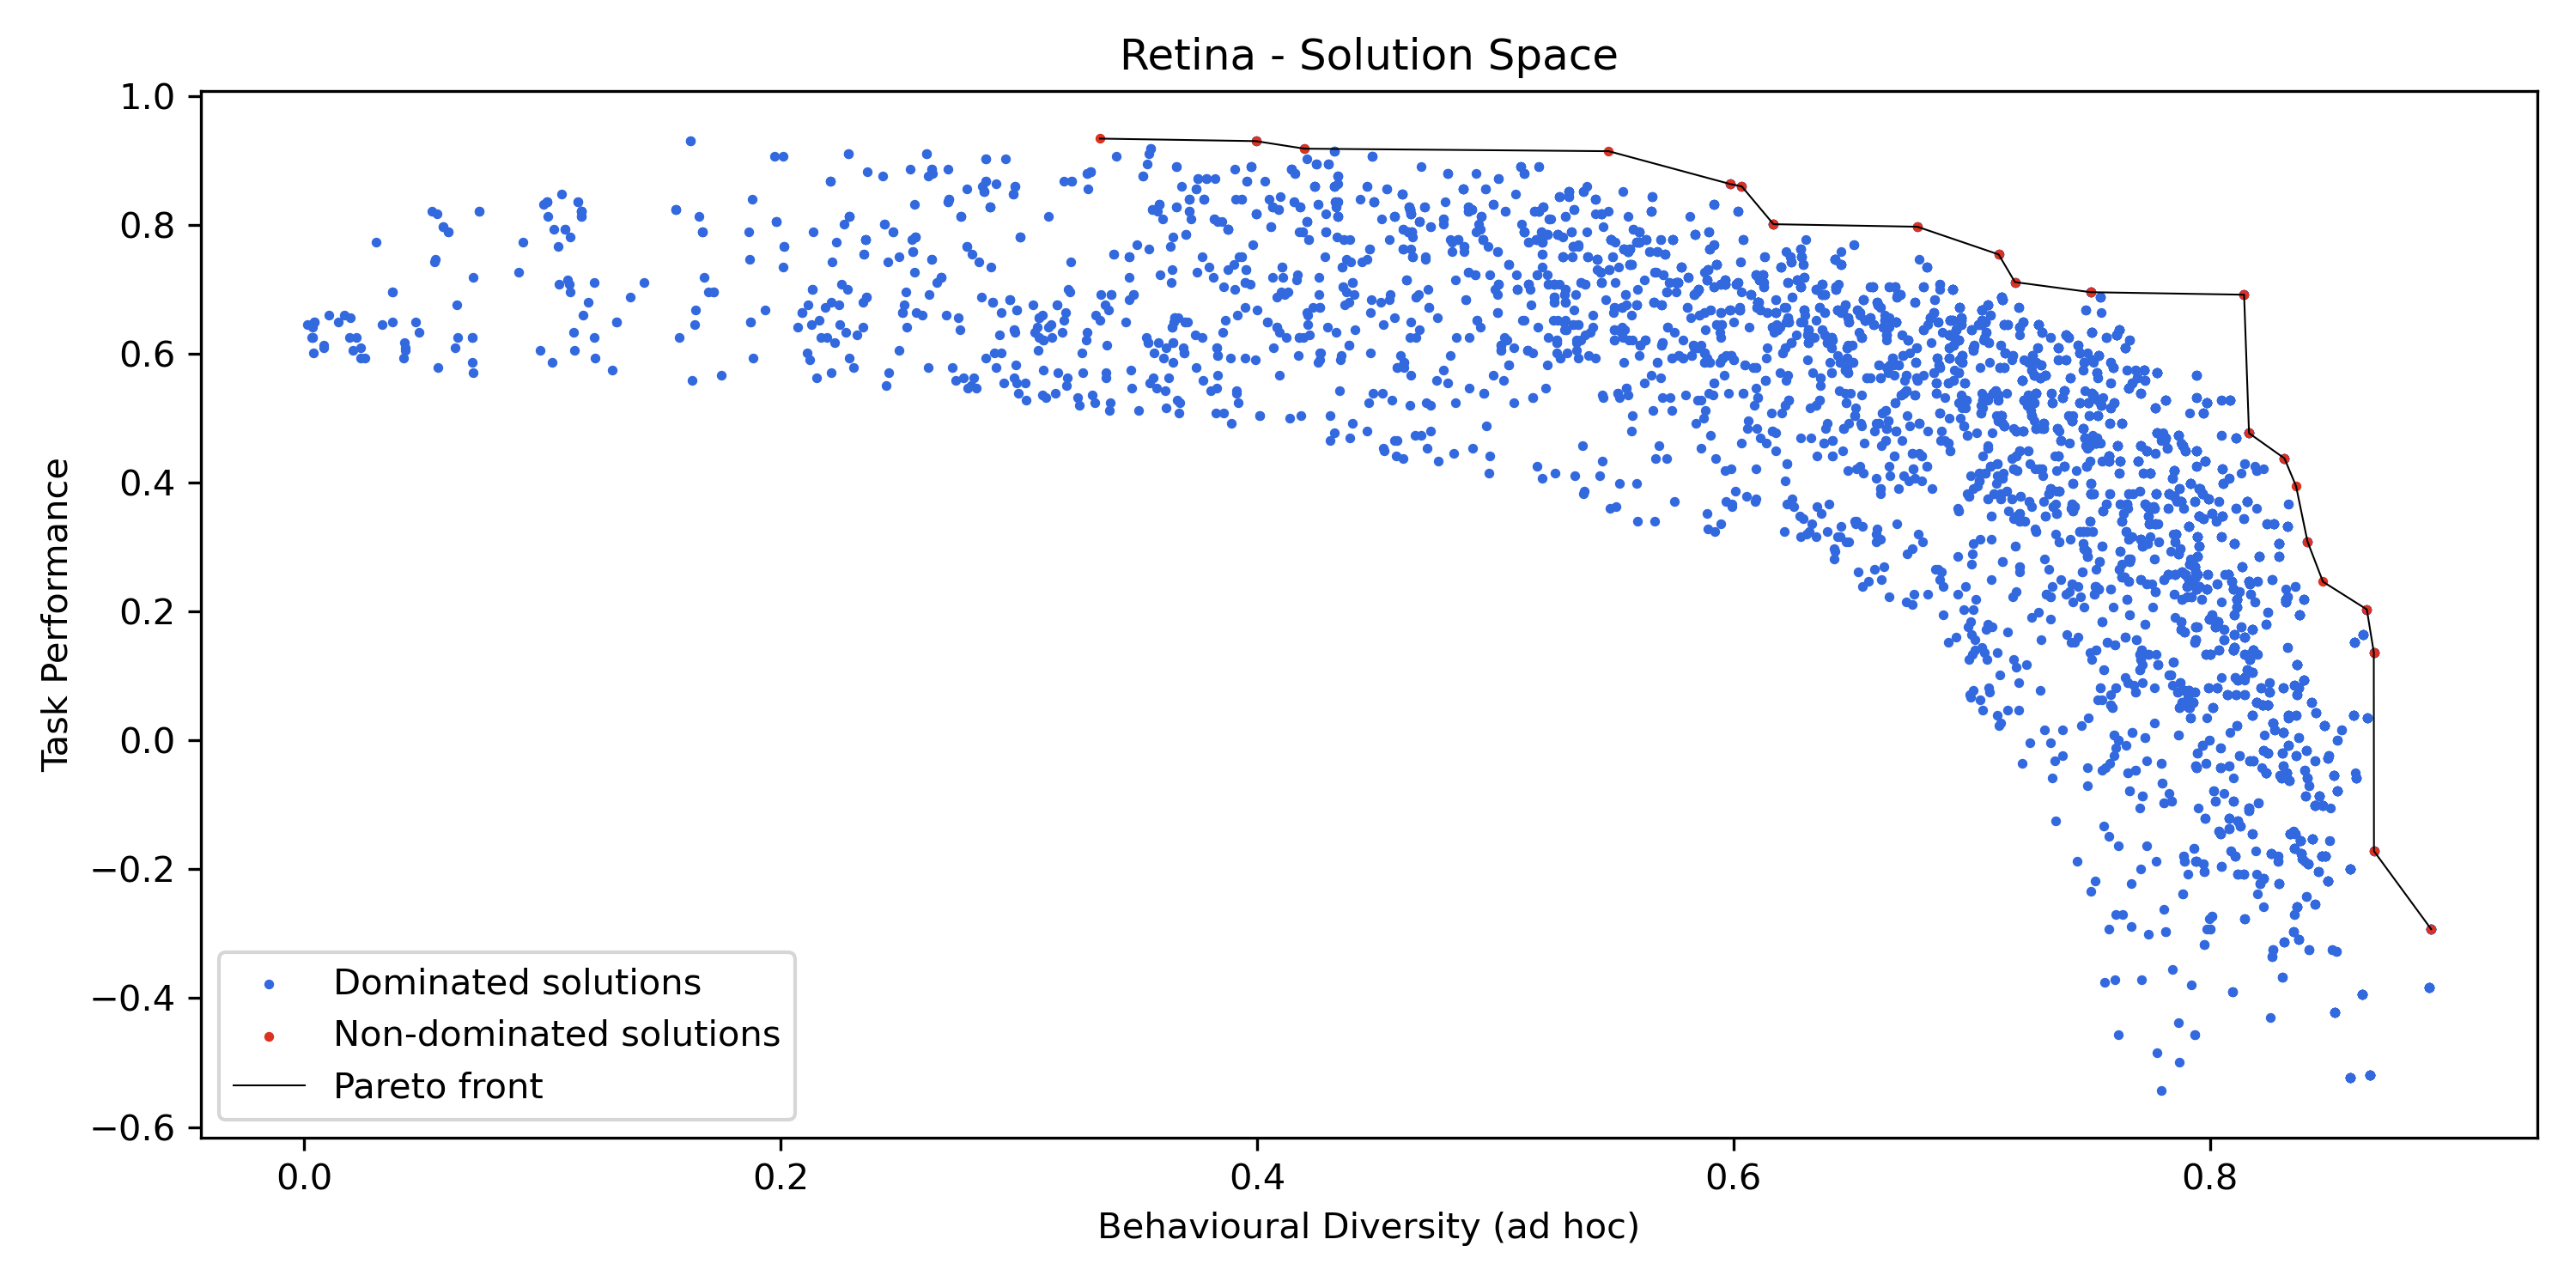 Retina - Solution Space
1.0
0.8
0.6
0.4
0.2
0.0
−0.2
−0.4
−0.6
Task Performance
Dominated solutions
Non-dominated solutions
Pareto front
0.0 0.2 0.4 0.6 0.8
Behavioural Diversity (ad hoc)